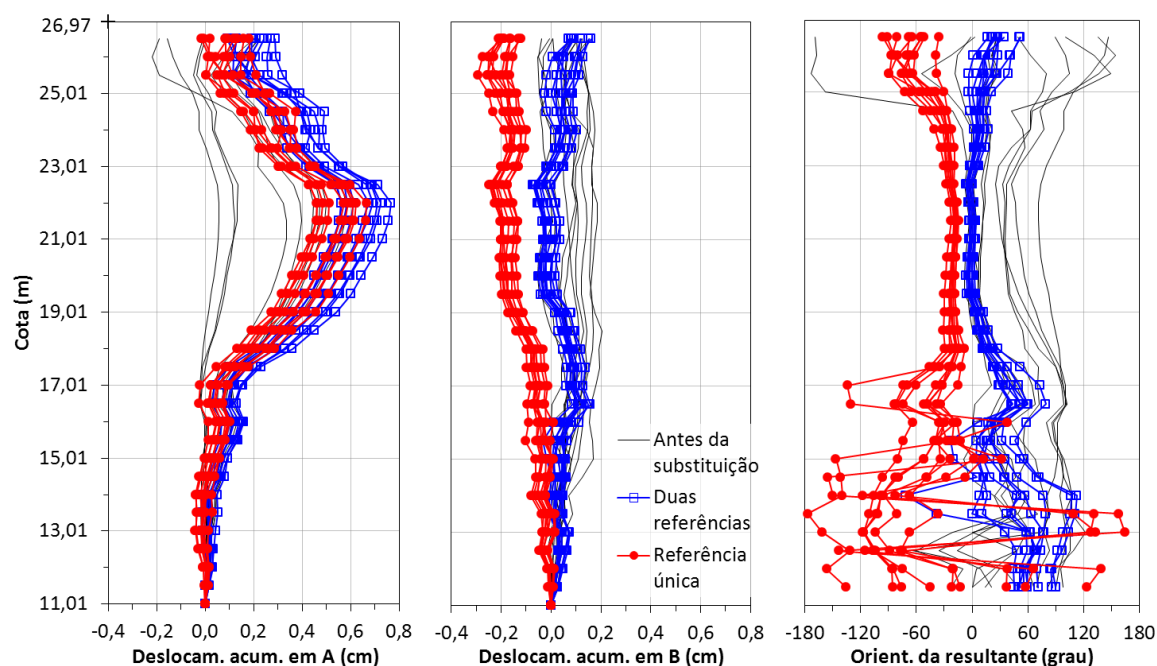 26,97
25,01
23,01
21,01
19,01
17,01
15,01
13,01
11,01
Cota (m)
-0,4 -0,2 0,0 0,2 0,4 0,6 0,8
Deslocam. acum. em A (cm)
-0,4 -0,2 0,0 0,2 0,4 0,6 0,8
Deslocam. acum. em B (cm)
Antes da
substituição
Duas
referências
Referência
única
-180 -120 -60 0 60 120 180
Orient. da resultante (grau)